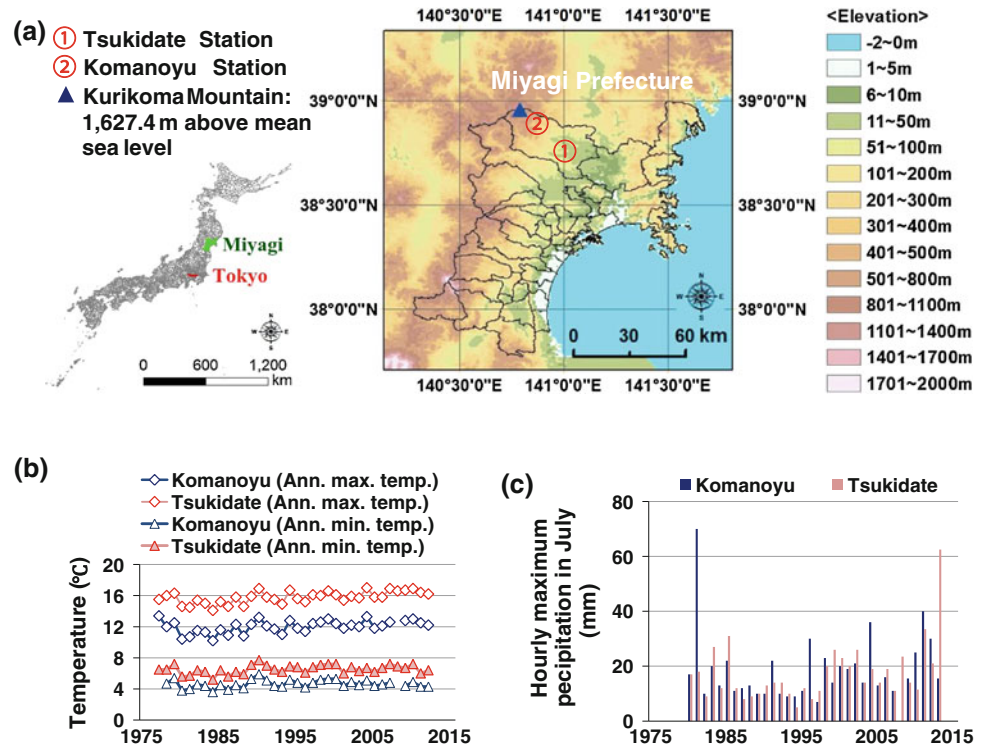 (a)
① Tsukidate Station
② Komanoyu Station
Kurikoma Mountain:
1,627.4 m above mean
sea level
Miyagi
Tokyo
N
W E
S
0 600 1,200
km
140°30'0"E 141°0'0"E 141°30'0"E
Miyagi Prefecture
39°0'0"N 39°0'0"N
②
①
38°30'0"N 38°30'0"N
38°0'0"N 38°0'0"N
N
W E
S
0 30 60 km
140°30'0"E 141°0'0"E 141°30'0"E
<Elevation>
-2~0m
1~5m
6~10m
11~50m
51~100m
101~200m
201~300m
301~400m
401~500m
501~800m
801~1100m
1101~1400m
1401~1700m
1701~2000m
(b)
Komanoyu (Ann. max. temp.)
Tsukidate (Ann. max. temp.)
Komanoyu (Ann. min. temp.)
Tsukidate (Ann. min. temp.)
Temperature (℃)
20
16
12
8
4
0
1975 1985 1995 2005 2015
(c)
Komanoyu Tsukidate
Hourly maximum
pecipitation in July
(mm)
80
60
40
20
0
1975 1985 1995 2005 2015